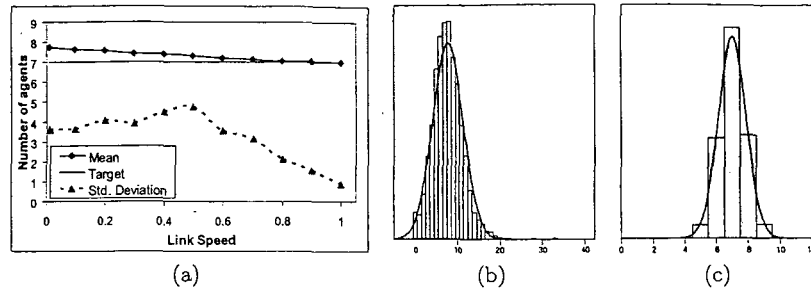 9
8
7
6
5
4
3
2
1
0
Number of agents
Mean
Target
Std. Deviation
0 0.2 0.4 0.6 0.8 1
Link Speed
(a)
0 10 20 30 40
(b)
0 2 4 6 8 10 12
(c)